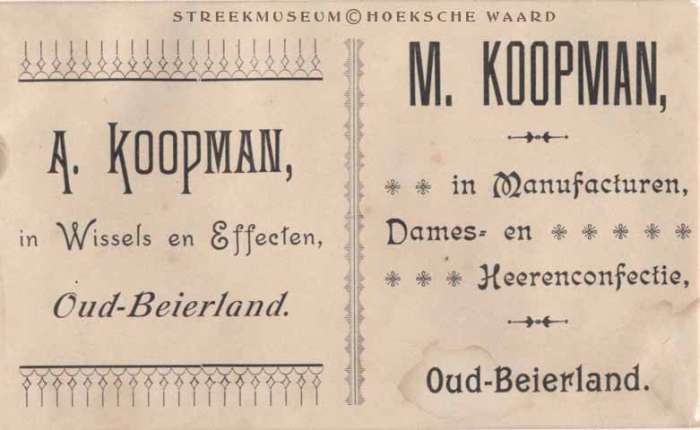 STREEKMUSEUM © HOEKSCHE WAARD
A. KOOPMAN,
in Wissels en Effecten,
Oud-Beierland.
M. KOOPMAN,
in Manufacturen,
Dames- en
Heerenconfectie,
Oud-Beierland.